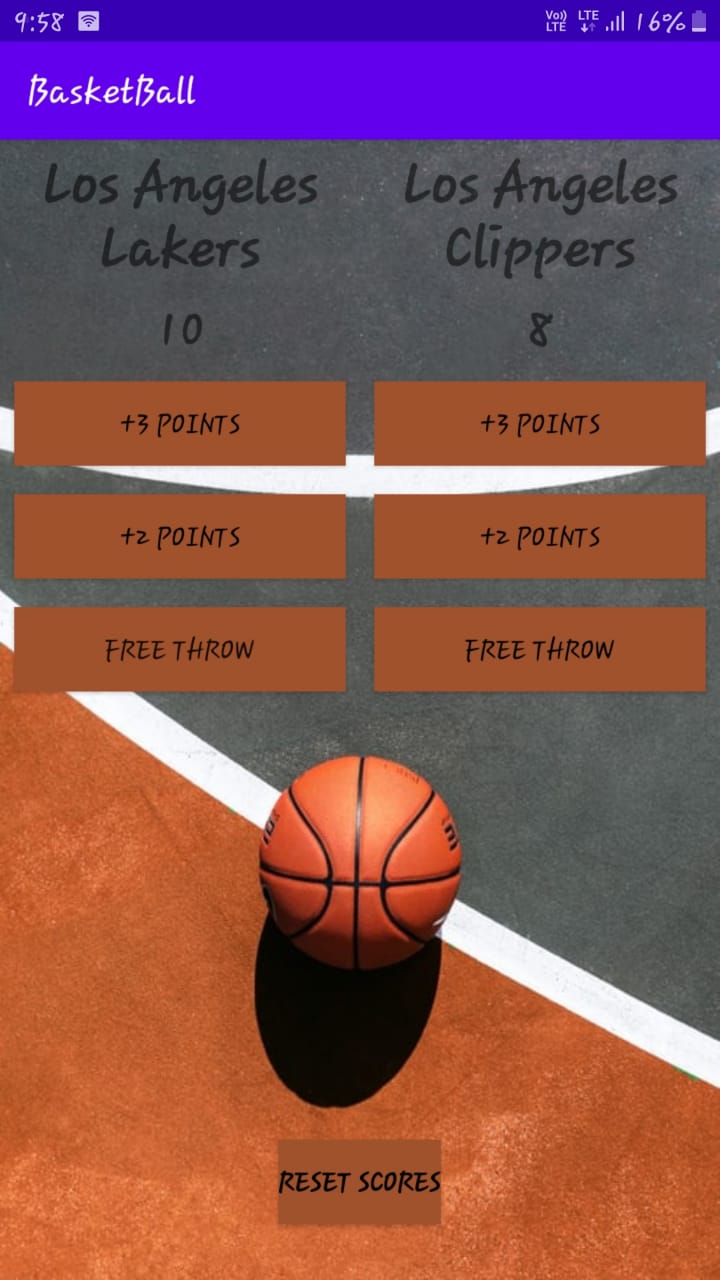 9:58 Vo)) LTE LTE 16%
BasketBall
Los Angeles
Lakers
Los Angeles
Clippers
10
8
+3 POINTS
+3 POINTS
+2 POINTS
+2 POINTS
FREE THROW
FREE THROW
RESET SCORES